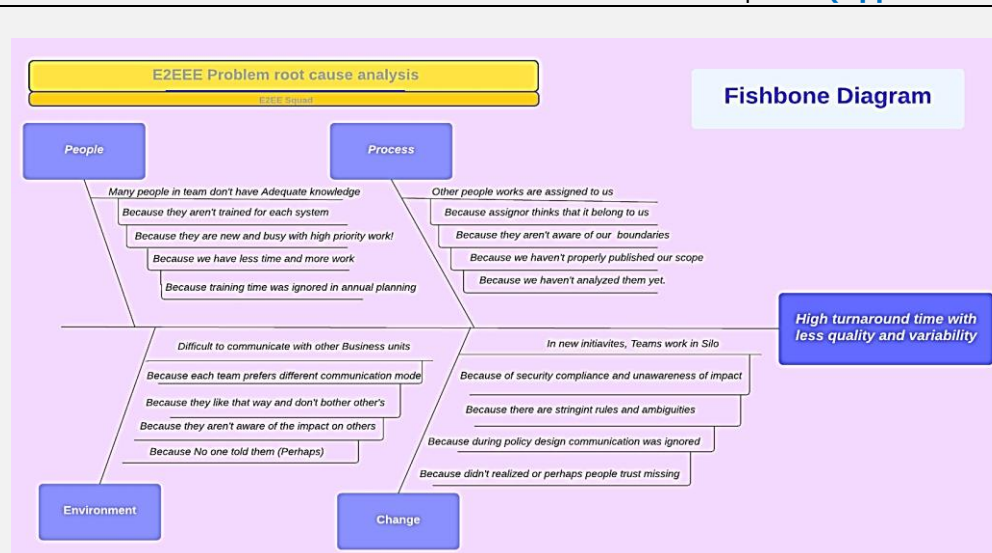 E2EEE Problem root cause analysis
E2EE Squad
Fishbone Diagram
People
Process
Many people in team don't have Adequate knowledge
Because they aren't trained for each system
Because they are new and busy with high priority work!
Because we have less time and more work
Because training time was ignored in annual planning
Other people works are assigned to us
Because assignor thinks that it belong to us
Because they aren't aware of our boundaries
Because we haven't properly published our scope
Because we haven't analyzed them yet.
High turnaround time with
less quality and variability
Difficult to communicate with other Business units
Because each team prefers different communication mode
Because they like that way and don't bother other's
Because they aren't aware of the impact on others
Because No one told them (Perhaps)
In new initiavites, Teams work in Silo
Because of security compliance and unawareness of impact
Because there are stringint rules and ambiguities
Because during policy design communication was ignored
Because didn't realized or perhaps people trust missing
Environment
Change